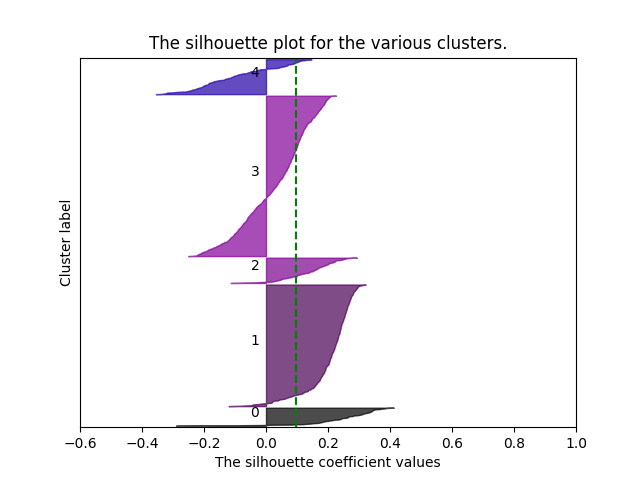 The silhouette plot for the various clusters.
4
3
2
1
0
Cluster label
−0.6 −0.4 −0.2 0.0 0.2 0.4 0.6 0.8 1.0
The silhouette coefficient values